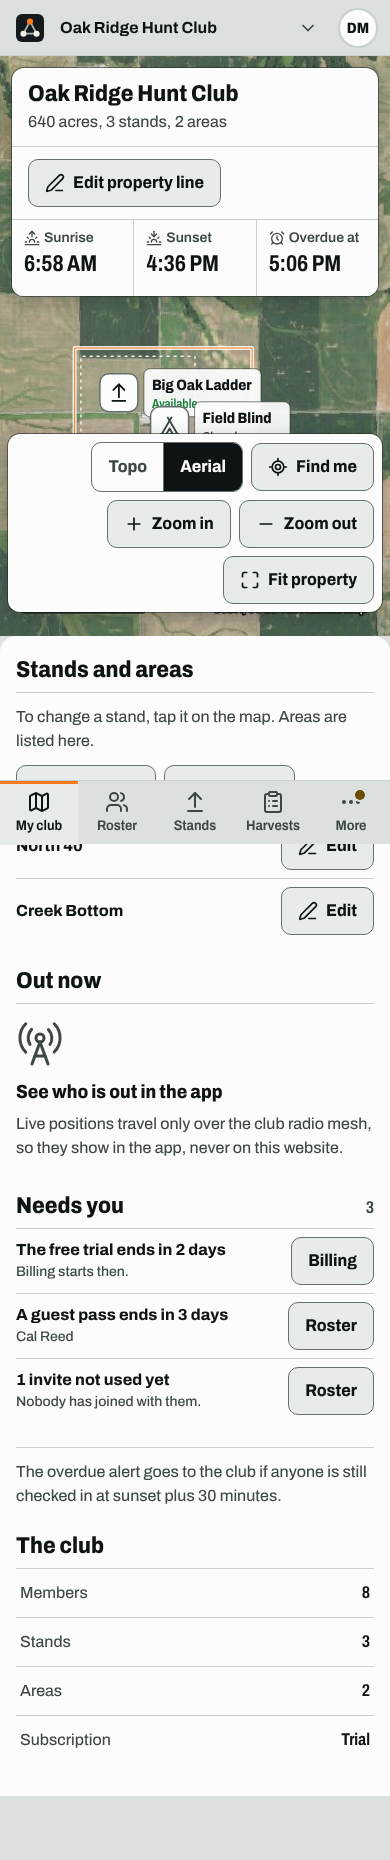 Oak Ridge Hunt Club
DM
Oak Ridge Hunt Club
640 acres, 3 stands, 2 areas
Edit property line
Sunrise
6:58 AM
Sunset
4:36 PM
Overdue at
5:06 PM
Big Oak Ladder
Available
Field Blind
Topo
Aerial
Find me
Zoom in
Zoom out
Fit property
Stands and areas
To change a stand, tap it on the map. Areas are
listed here.
My club
Roster
Stands
Harvests
More
North 40
Edit
Creek Bottom
Edit
Out now
See who is out in the app
Live positions travel only over the club radio mesh,
so they show in the app, never on this website.
Needs you
3
The free trial ends in 2 days
Billing starts then.
Billing
A guest pass ends in 3 days
Cal Reed
Roster
1 invite not used yet
Nobody has joined with them.
Roster
The overdue alert goes to the club if anyone is still
checked in at sunset plus 30 minutes.
The club
Members
8
Stands
3
Areas
2
Subscription
Trial